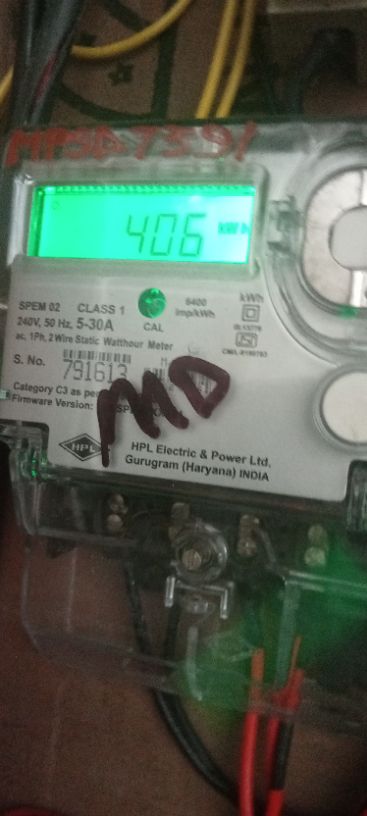 406 kWh
SPEM 02 CLASS 1
6400
imp/kWh
kWh
240V, 50 Hz, 5-30A
CAL
IS:13779
ac, 1Ph, 2 Wire Static Watthour Meter
S. No.
791613
MD
Category C3 as per
Firmware Version:
HPL
HPL Electric & Power Ltd.
Gurugram (Haryana) INDIA